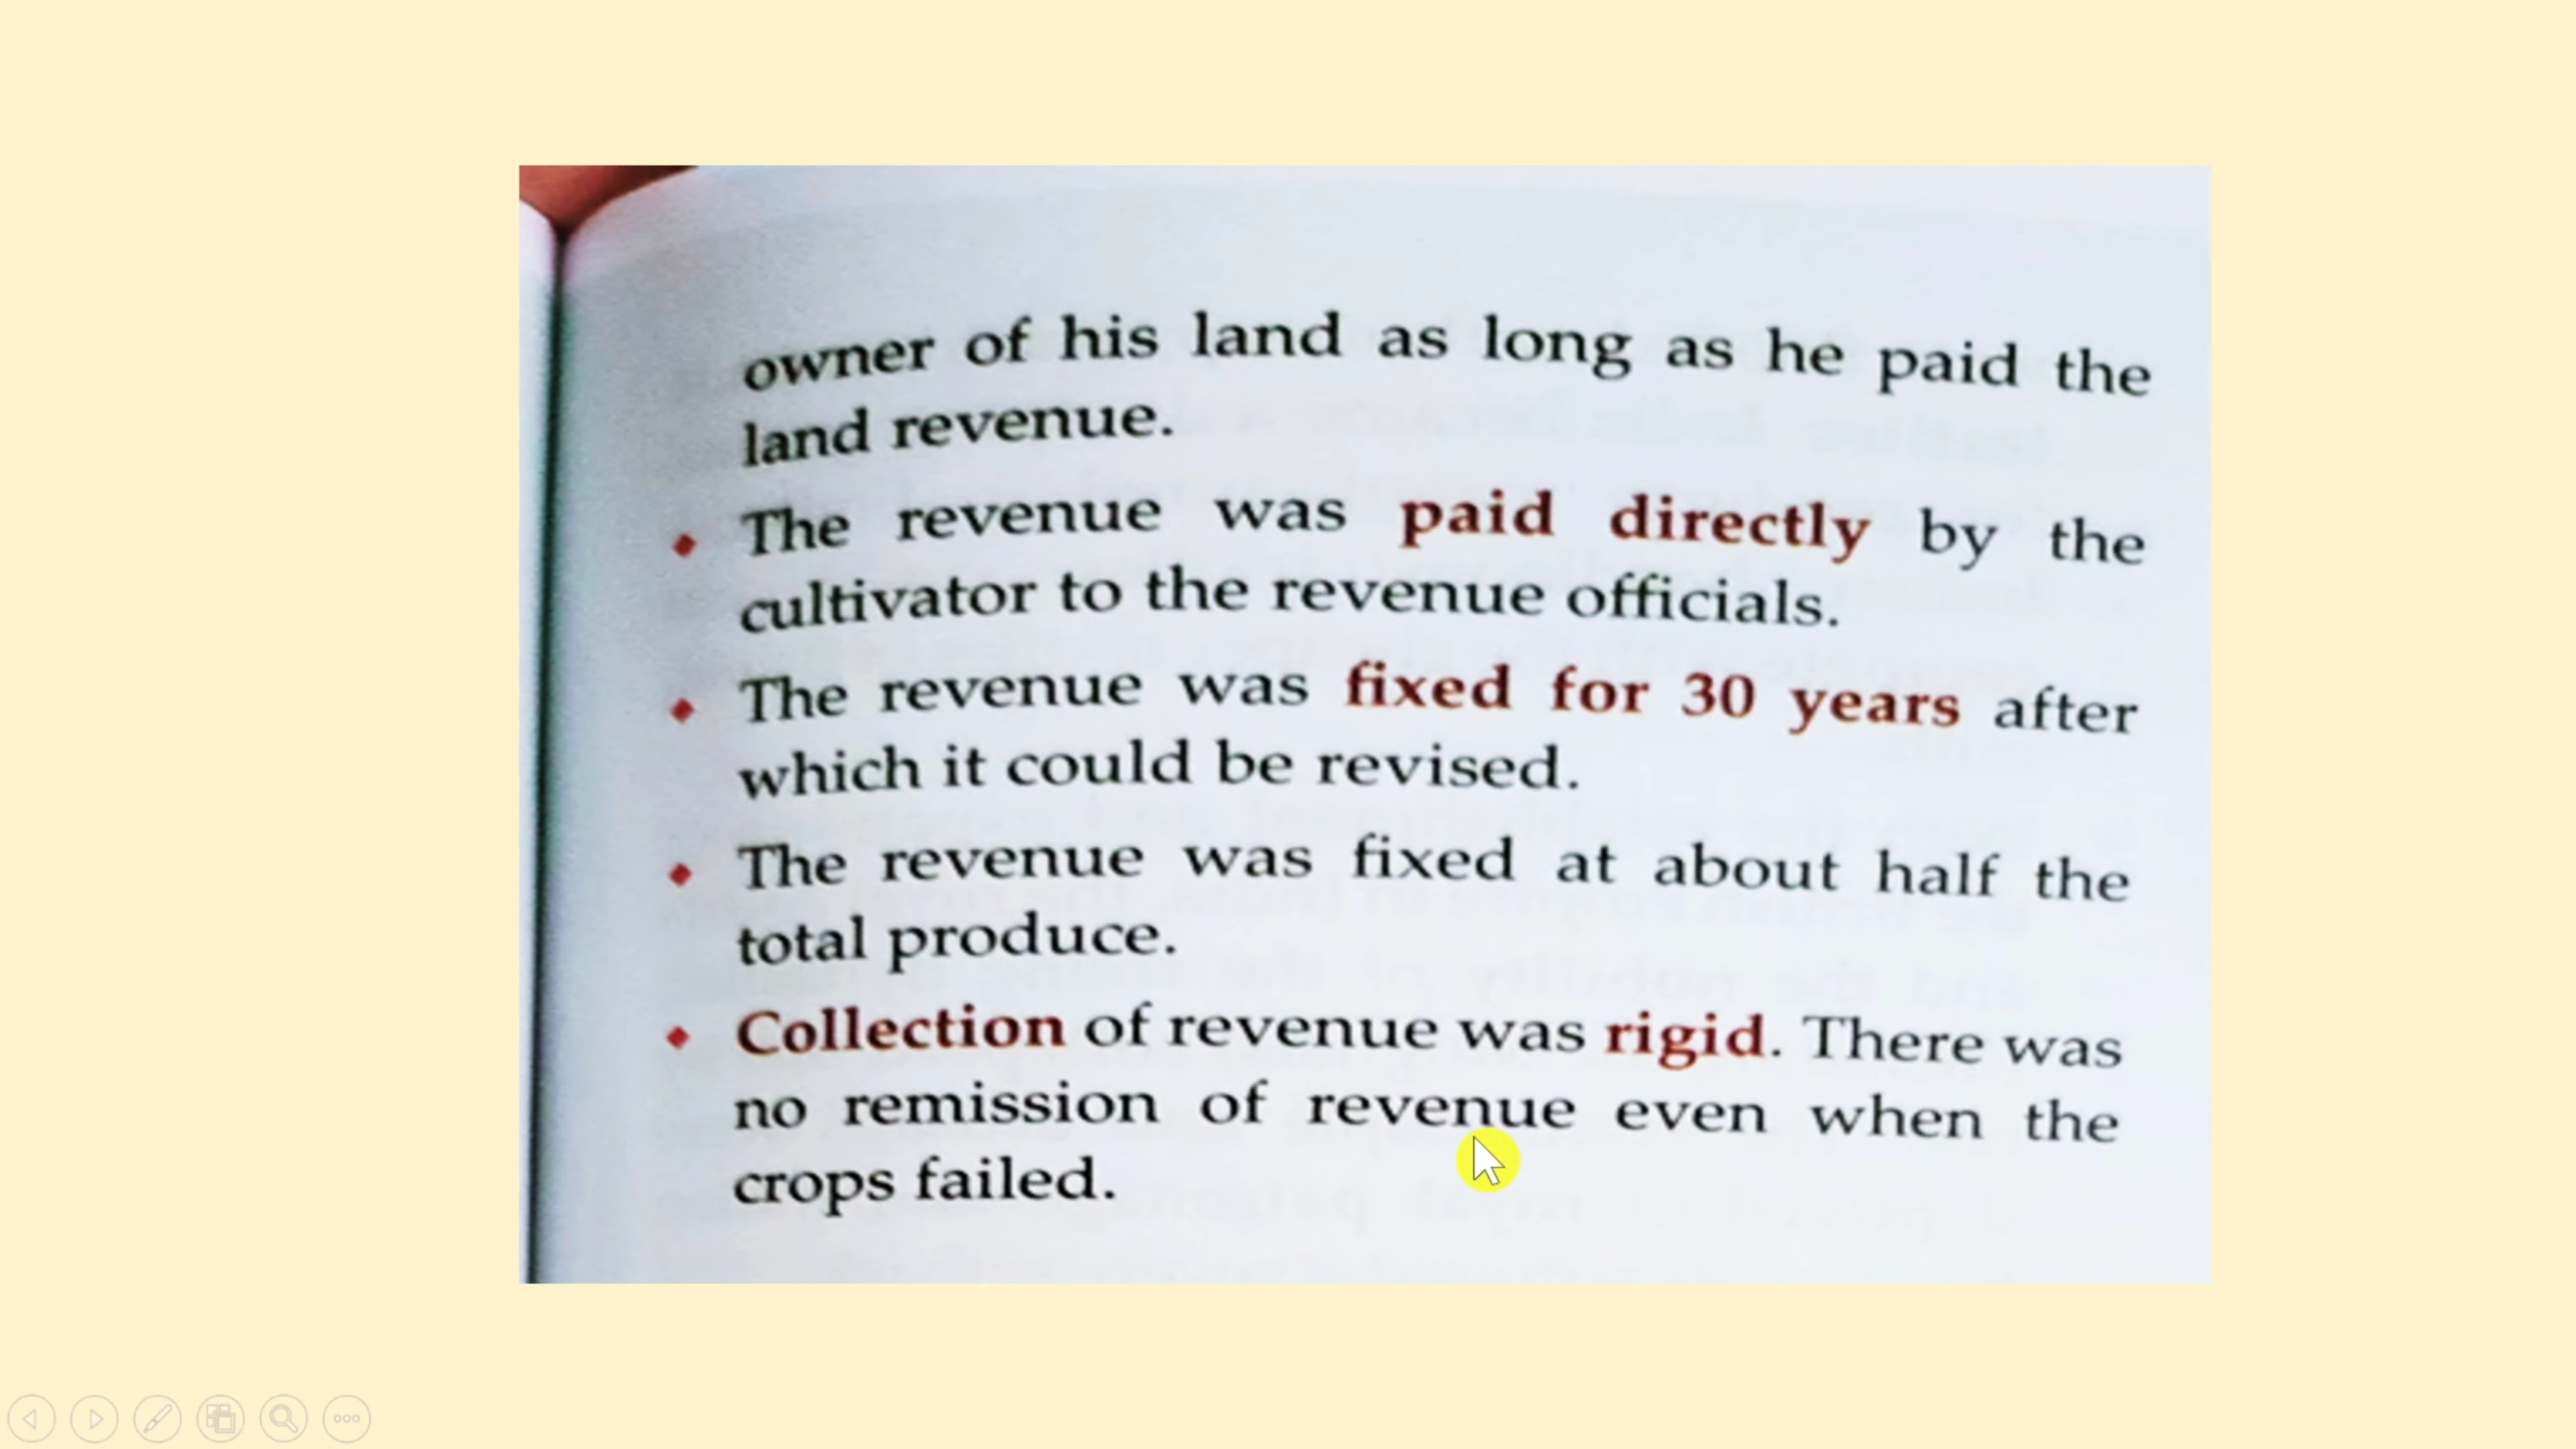 owner of his land as long as he paid the
land revenue.
The revenue was paid directly by the
cultivator to the revenue officials.
The revenue was fixed for 30 years after
which it could be revised.
The revenue was fixed at about half the
total produce.
Collection of revenue was rigid. There was
no remission of revenue even when the
crops failed.